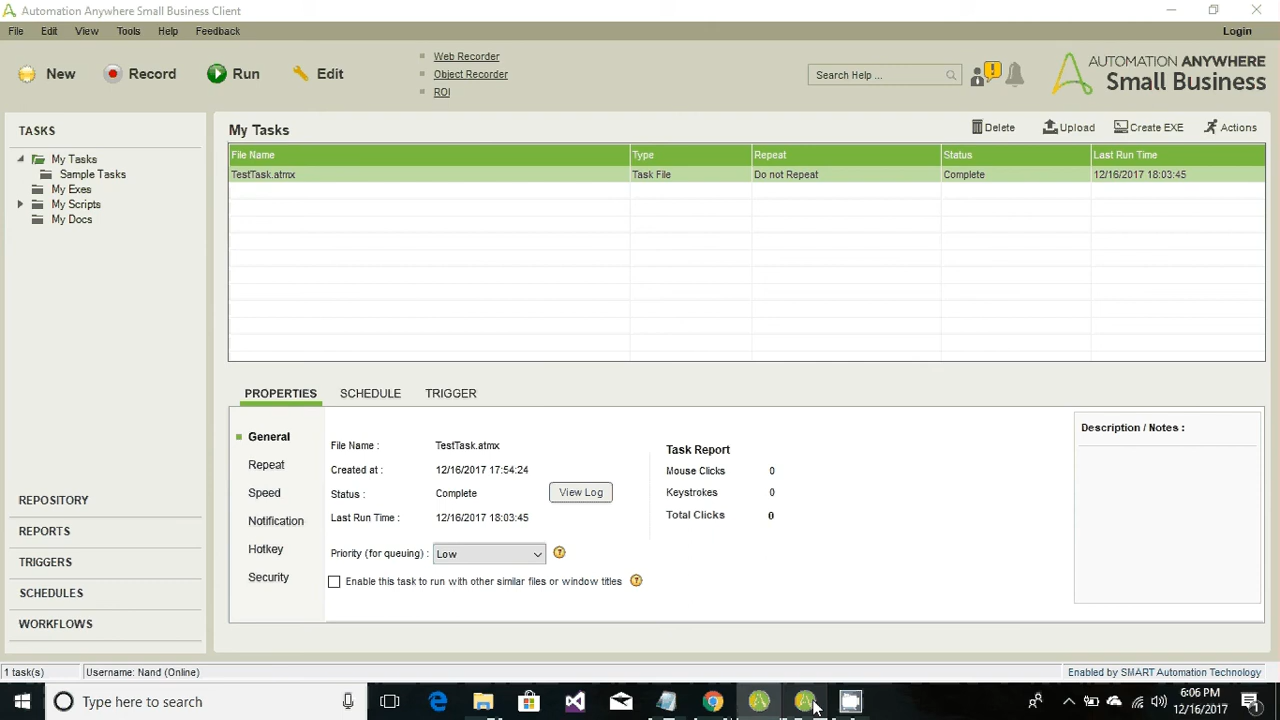 Automation Anywhere Small Business Client
File Edit View Tools Help Feedback Login
New Record Run Edit
Web Recorder
Object Recorder
ROI
Search Help ...
AUTOMATION ANYWHERE
Small Business
TASKS
My Tasks
Sample Tasks
My Exes
My Scripts
My Docs
REPOSITORY
REPORTS
TRIGGERS
SCHEDULES
WORKFLOWS
My Tasks Delete Upload Create EXE Actions
File Name Type Repeat Status Last Run Time
TestTask.atmx Task File Do not Repeat Complete 12/16/2017 18:03:45
PROPERTIES SCHEDULE TRIGGER
General
Repeat
Speed
Notification
Hotkey
Security
File Name : TestTask.atmx
Created at : 12/16/2017 17:54:24
Status : Complete View Log
Last Run Time : 12/16/2017 18:03:45
Priority (for queuing) : Low
Enable this task to run with other similar files or window titles
Task Report
Mouse Clicks 0
Keystrokes 0
Total Clicks 0
Description / Notes :
1 task(s) Username: Nand (Online) Enabled by SMART Automation Technology
Type here to search
6:06 PM
12/16/2017
1